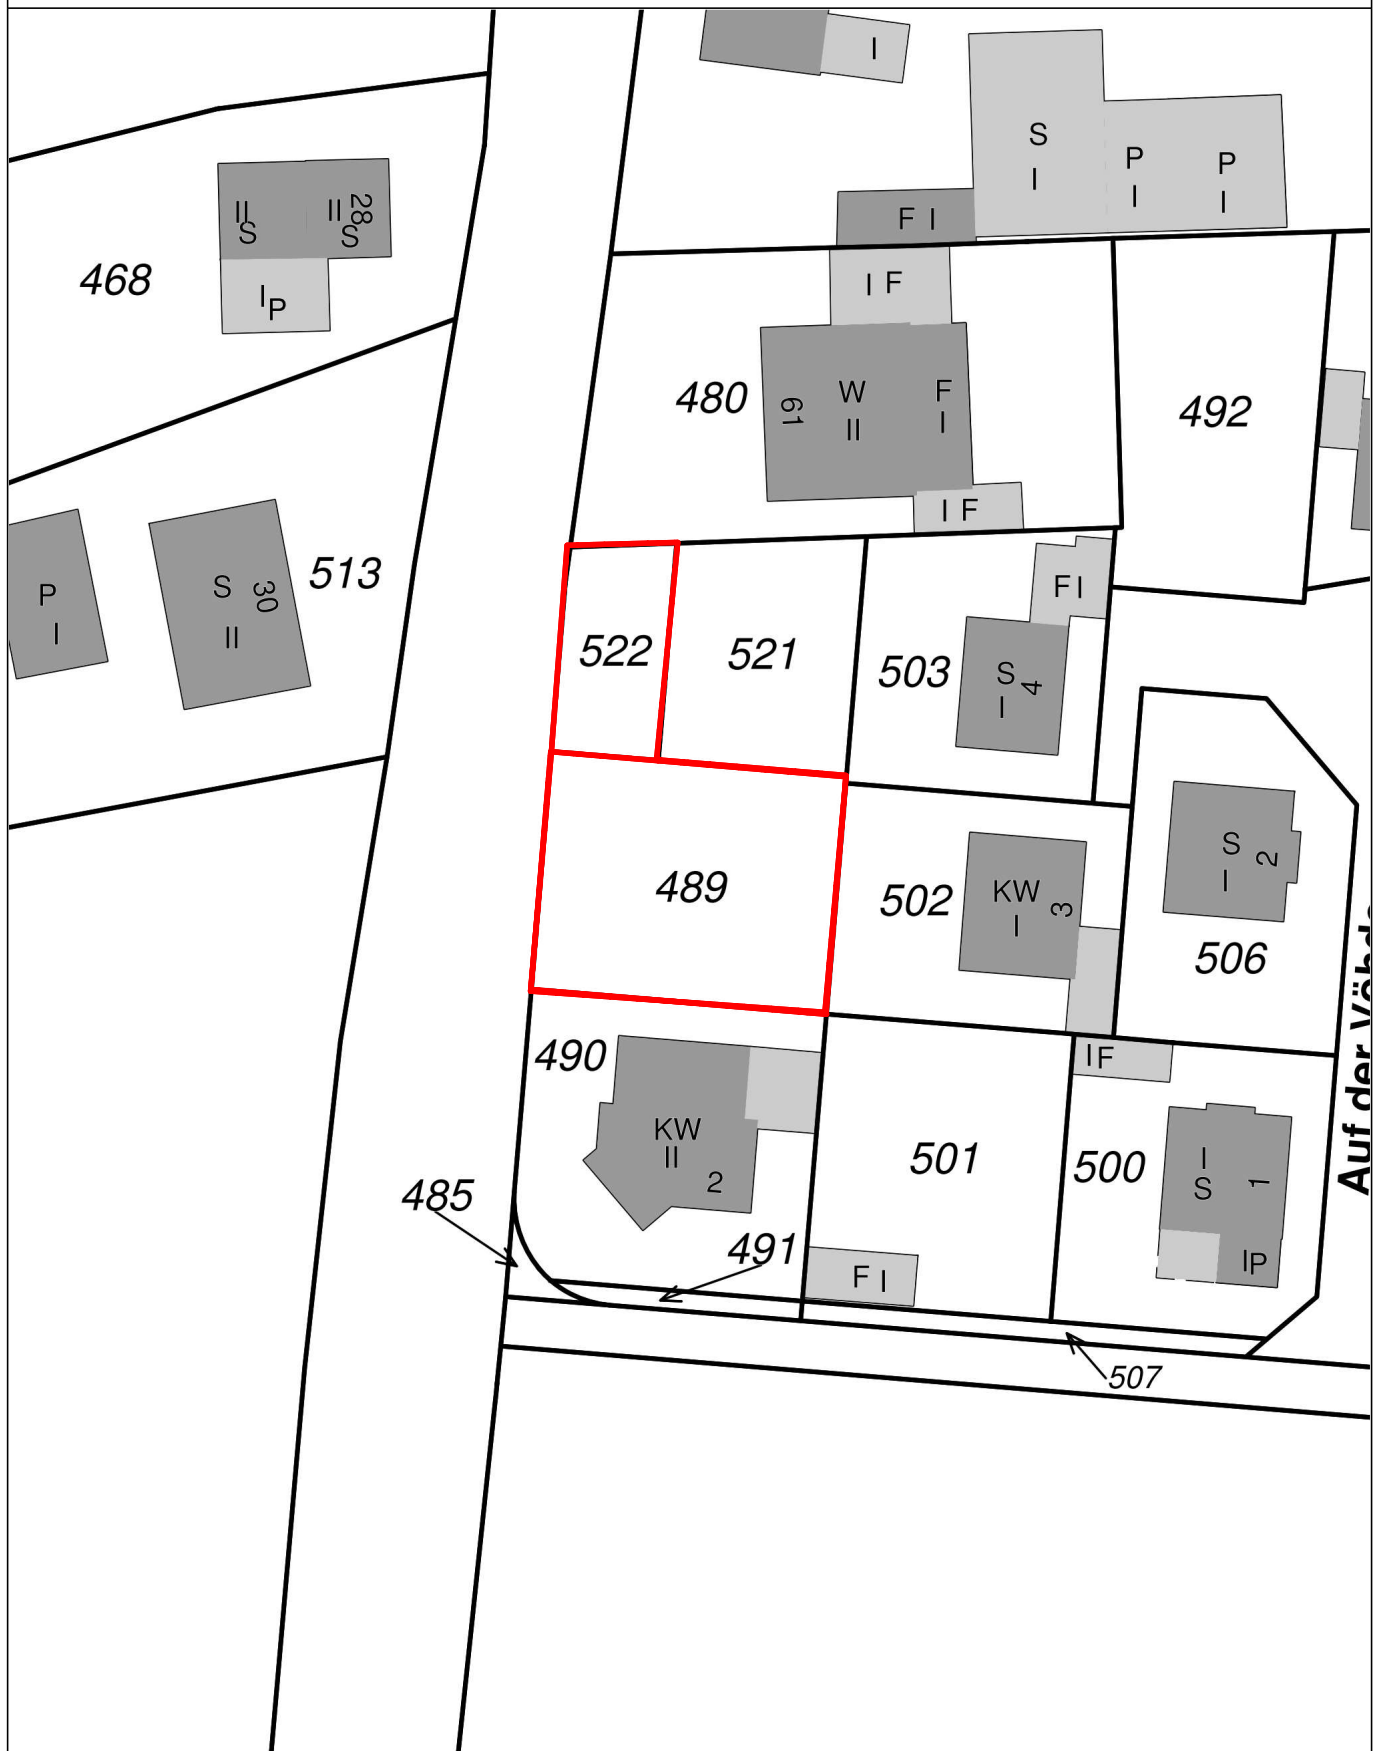 I
S
I
P
I
P
I
F I
II
S
II
S
28
468
I
P
I F
480
61
W
II
F
I
492
I F
P
I
S
II
30
513
522
521
503
F I
S
I
4
489
502
KW
I
3
S
I
2
506
490
KW
II
2
I F
501
500
I
S
1
I P
485
491
F I
507
Auf der Vöhde